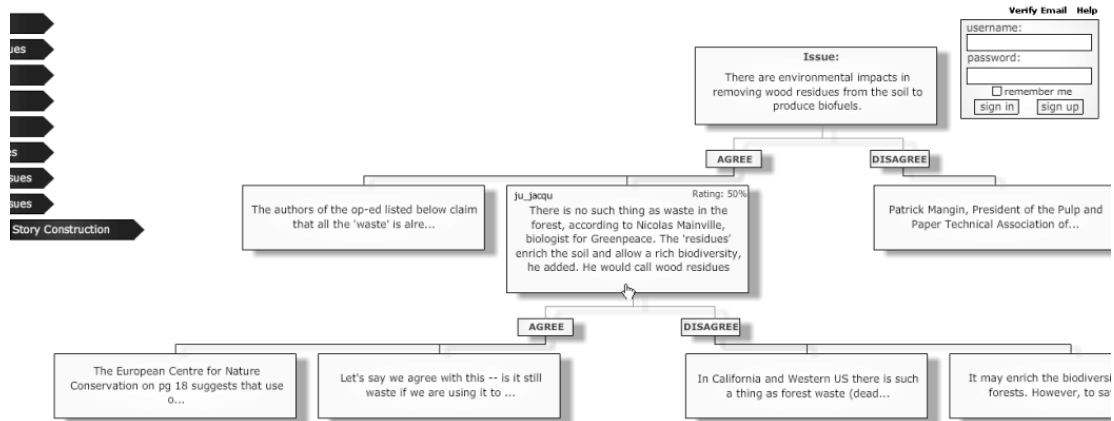 Verify Email Help
username:
password:
remember me
sign in sign up
ues
es
sues
sues
Story Construction
Issue:
There are environmental impacts in
removing wood residues from the soil to
produce biofuels.
AGREE
DISAGREE
The authors of the op-ed listed below claim
that all the 'waste' is alre...
ju_jacqu Rating: 50%
There is no such thing as waste in the
forest, according to Nicolas Mainville,
biologist for Greenpeace. The 'residues'
enrich the soil and allow a rich biodiversity,
he added. He would call wood residues
Patrick Mangin, President of the Pulp and
Paper Technical Association of...
AGREE
DISAGREE
The European Centre for Nature
Conservation on pg 18 suggests that use
o...
Let's say we agree with this -- is it still
waste if we are using it to ...
In California and Western US there is such
a thing as forest waste (dead...
It may enrich the biodiversi
forests. However, to sa